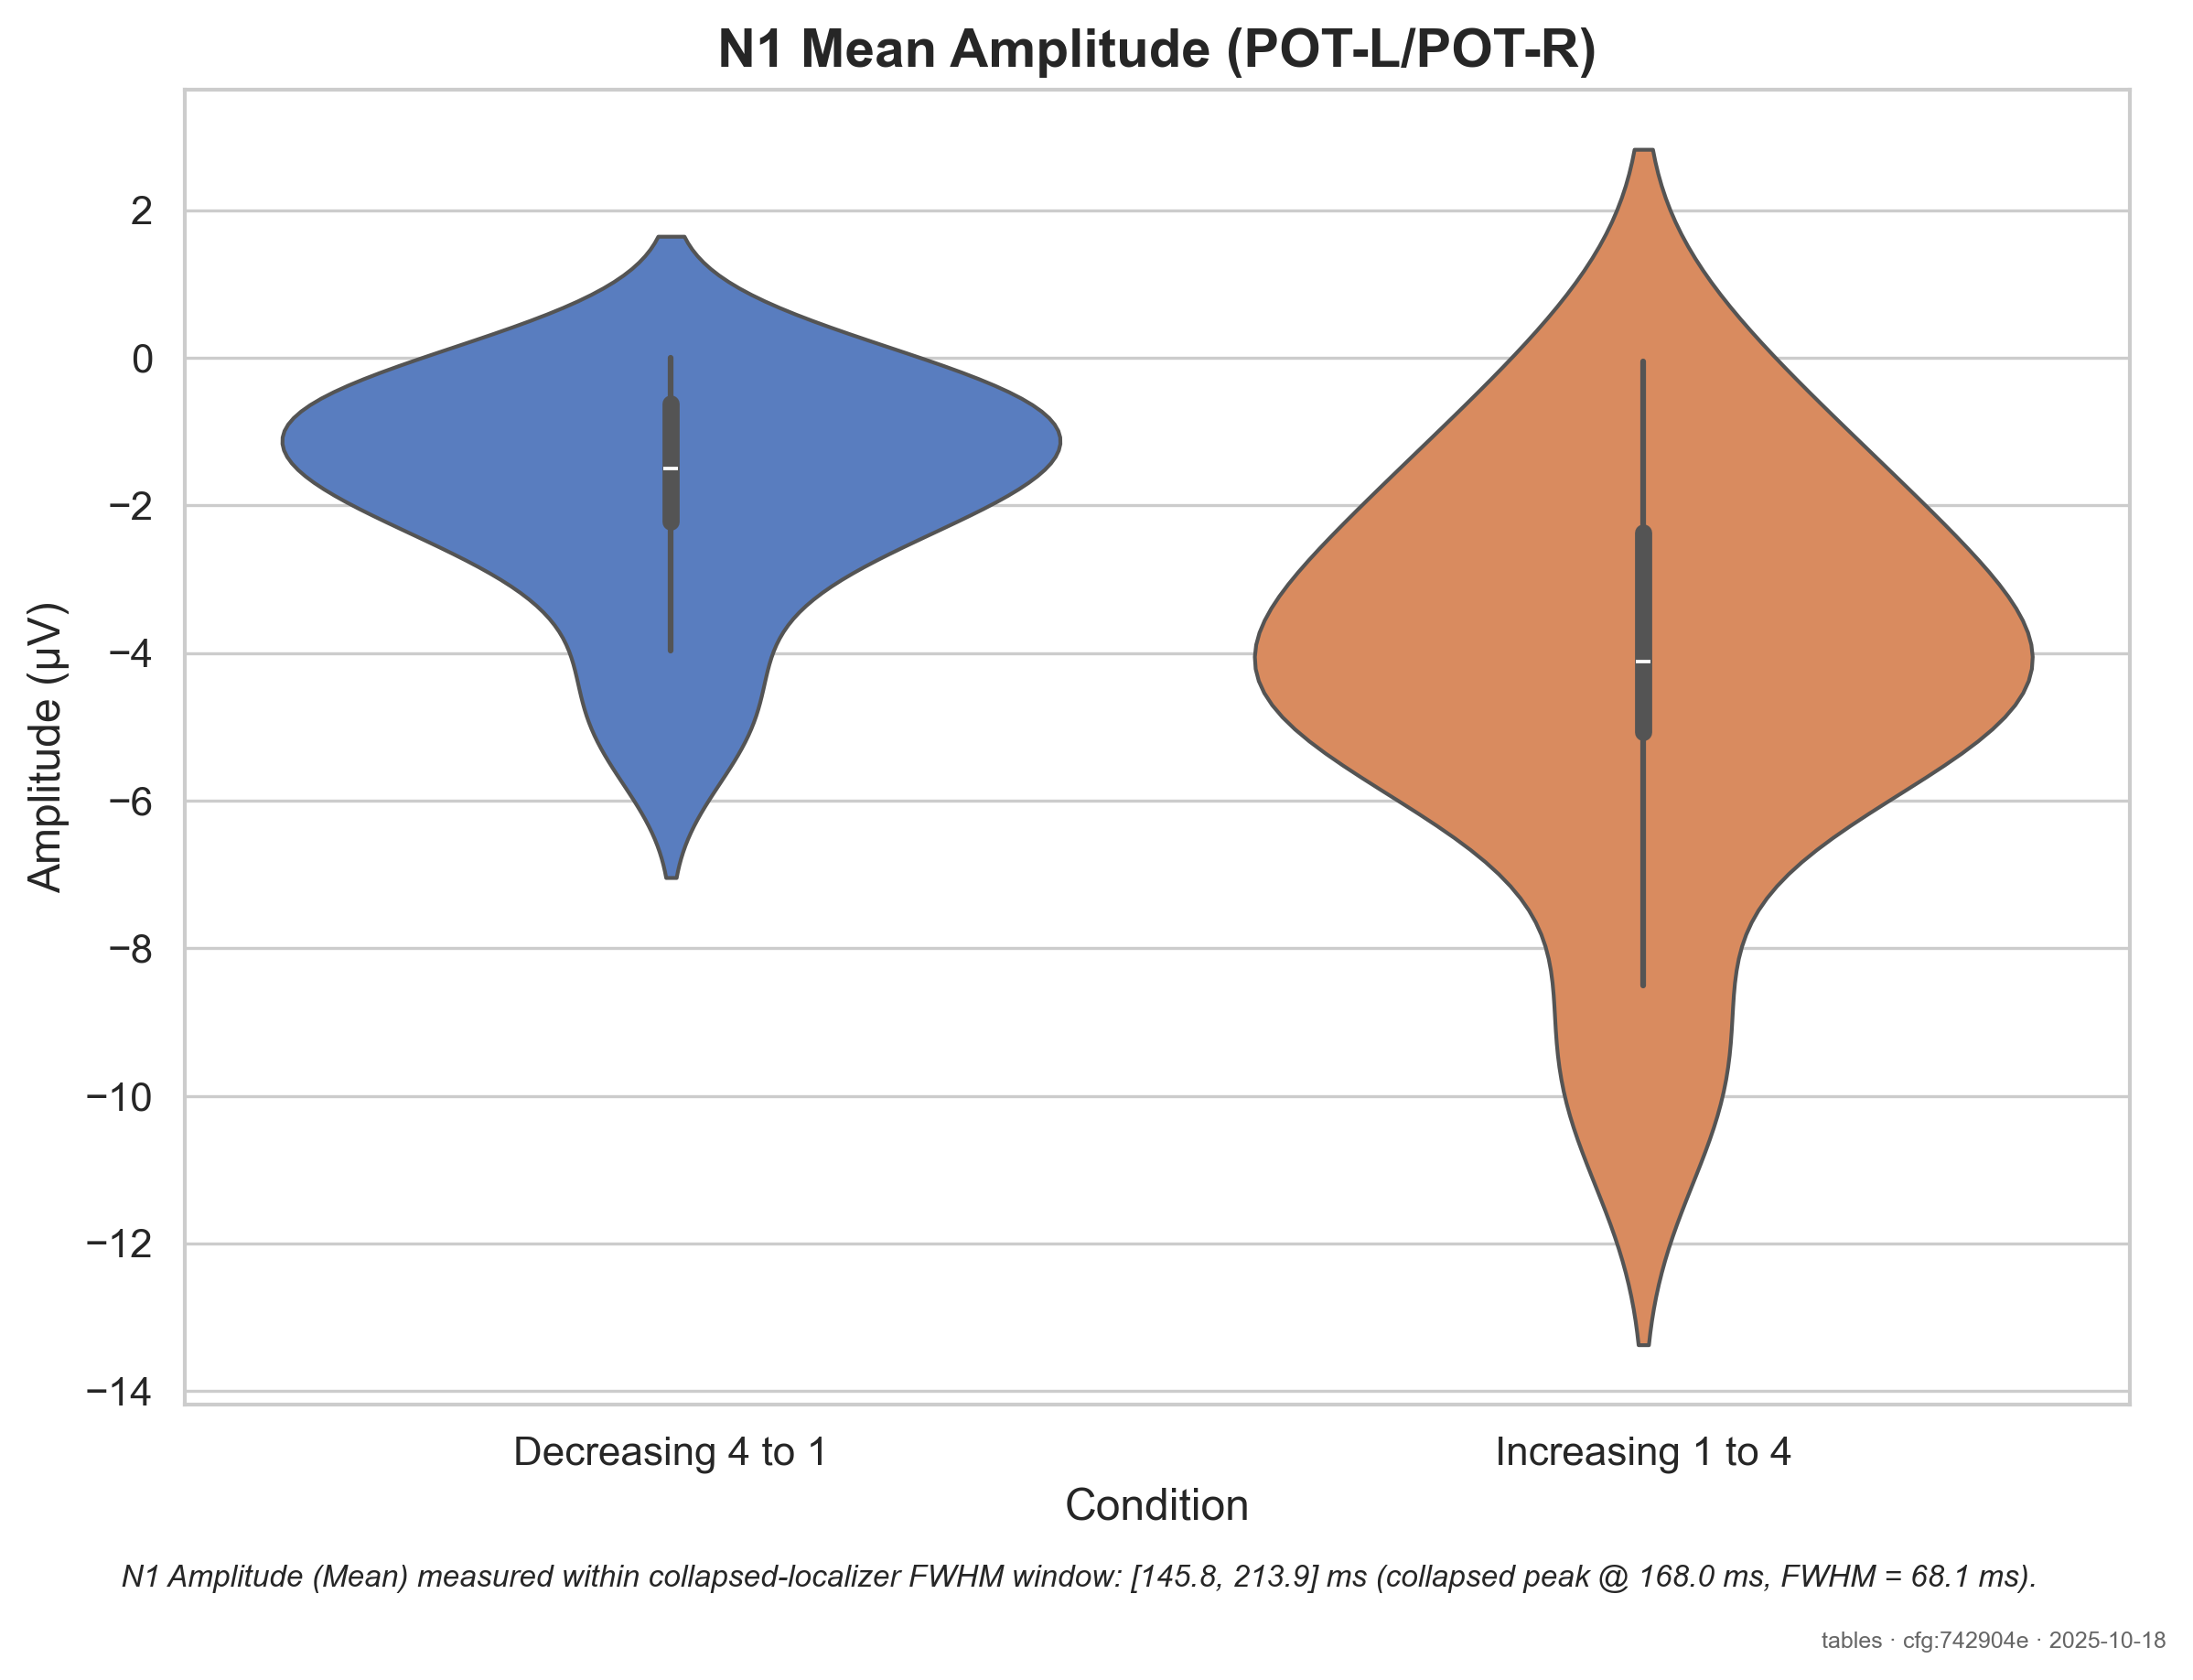 N1 Mean Amplitude (POT-L/POT-R)
Amplitude (µV)
2
0
−2
−4
−6
−8
−10
−12
−14
Decreasing 4 to 1
Increasing 1 to 4
Condition
N1 Amplitude (Mean) measured within collapsed-localizer FWHM window: [145.8, 213.9] ms (collapsed peak @ 168.0 ms, FWHM = 68.1 ms).
tables · cfg:742904e · 2025-10-18